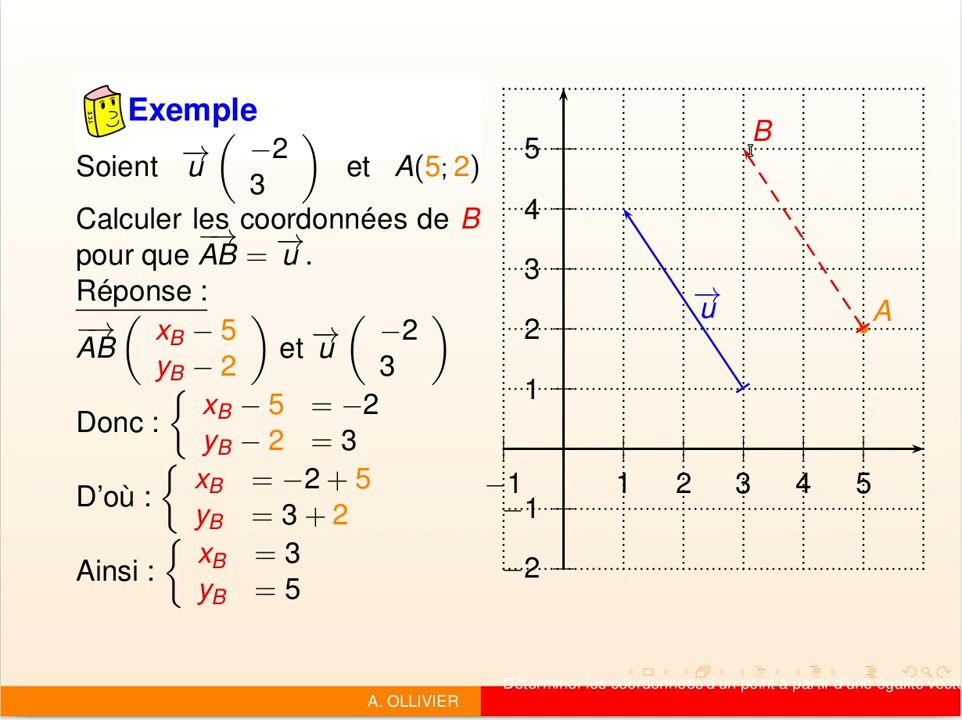 Exemple
Soient u⃗ ( −2 3 ) et A(5; 2)
Calculer les coordonnées de B
pour que AB⃗ = u⃗ .
Réponse :
AB⃗ ( x_B − 5 y_B − 2 ) et u⃗ ( −2 3 )
Donc : { x_B − 5 = −2
y_B − 2 = 3
D'où : { x_B = −2 + 5
y_B = 3 + 2
Ainsi : { x_B = 3
y_B = 5
B
5
4
3
u⃗
A
2
1
−1 1 2 3 4 5
−1
−2
Déterminer les coordonnées d'un point à partir d'une égalité vecto
A. OLLIVIER